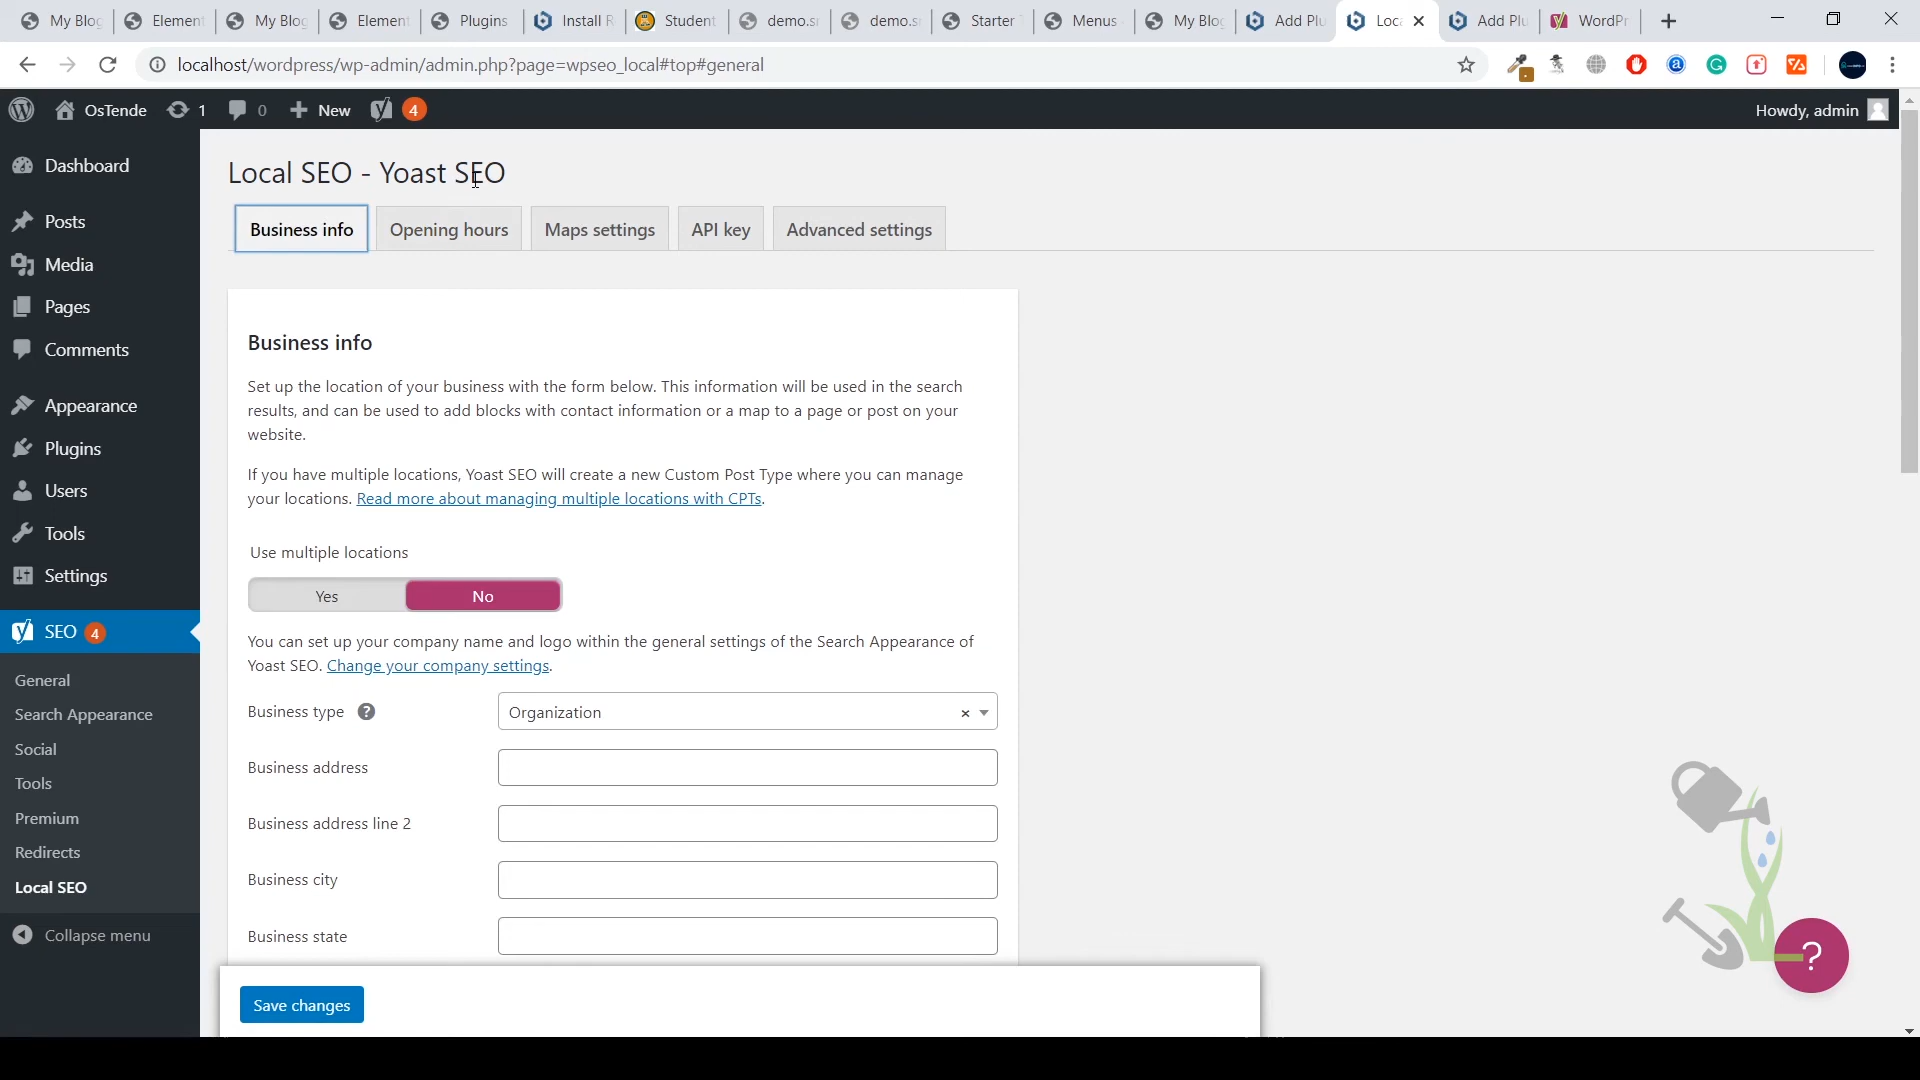 My Blog
Element
My Blog
Element
Plugins
Install R
Student
demo.sr
demo.s
Starter T
Menus
My Blog
Add Plu
Loc
Add Plu
WordPr
localhost/wordpress/wp-admin/admin.php?page=wpseo_local#top#general
OsTende
1
0
New
4
Howdy, admin
Dashboard
Posts
Media
Pages
Comments
Appearance
Plugins
Users
Tools
Settings
SEO 4
General
Search Appearance
Social
Tools
Premium
Redirects
Local SEO
Collapse menu
Local SEO - Yoast SEO
Business info
Opening hours
Maps settings
API key
Advanced settings
Business info
Set up the location of your business with the form below. This information will be used in the search
results, and can be used to add blocks with contact information or a map to a page or post on your
website.
If you have multiple locations, Yoast SEO will create a new Custom Post Type where you can manage
your locations. Read more about managing multiple locations with CPTs.
Use multiple locations
Yes
No
You can set up your company name and logo within the general settings of the Search Appearance of
Yoast SEO. Change your company settings.
Business type ?
Organization
Business address
Business address line 2
Business city
Business state
Save changes
?